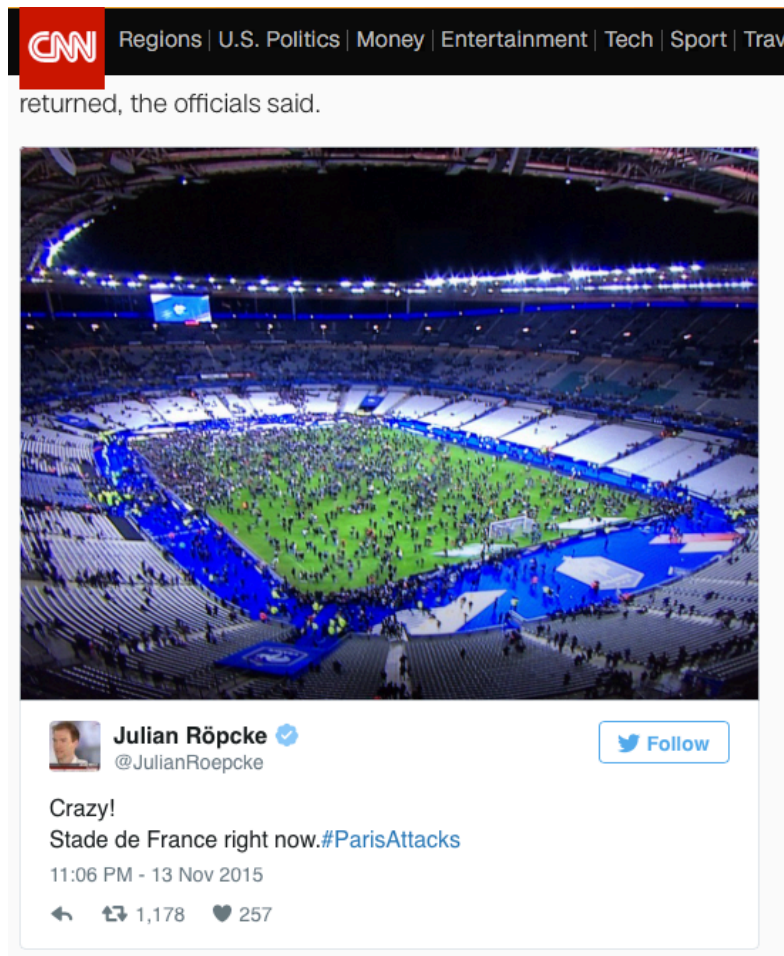 CNN Regions | U.S. Politics | Money | Entertainment | Tech | Sport | Trav
returned, the officials said.
Julian Röpcke
@JulianRoepcke
Follow
Crazy!
Stade de France right now.#ParisAttacks
11:06 PM - 13 Nov 2015
1,178 257